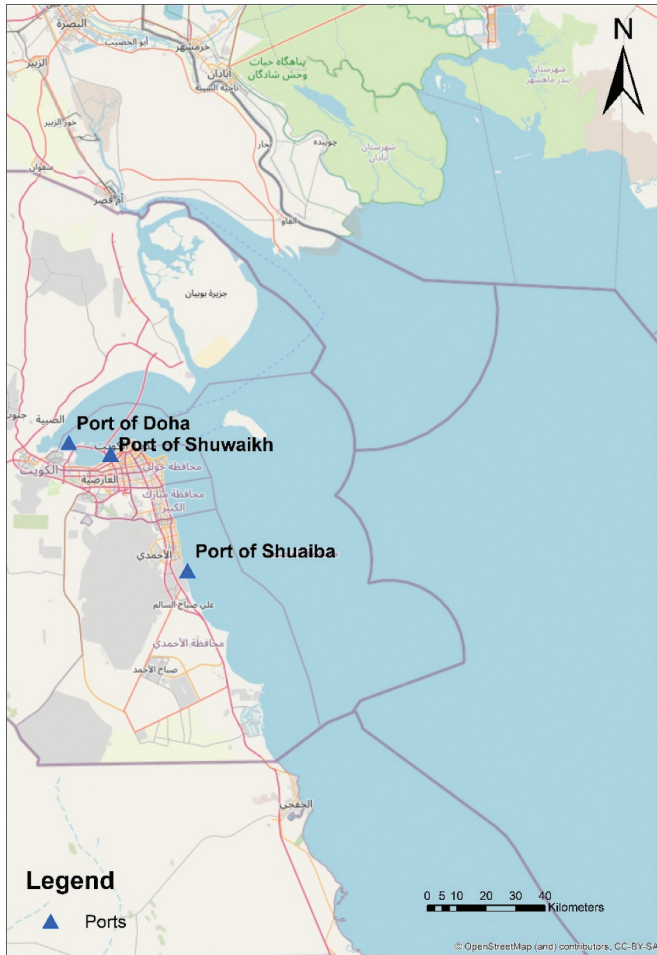 البصرة
أبو الخصيب
خرمشهر
آبادان
ناحية السيبة
الزبير
پناهگاه حیات
وحش شادگان
شهرستان
بندر ماهشهر
N
خور الزبير
سفوان
أم قصر
چوبیده
شهرستان
آبادان
الفاو
جزيرة بوبيان
الصبية
جنوب
Port of Doha
Port of Shuwaikh
الكويت
العارضية
محافظة حولي
محافظة مبارك
الكبير
Port of Shuaiba
الأحمدي
علي صباح السالم
محافظة الأحمدي
صباح الأحمد
الخفجي
Legend
Ports
0 5 10 20 30 40
Kilometers
© OpenStreetMap (and) contributors, CC-BY-SA